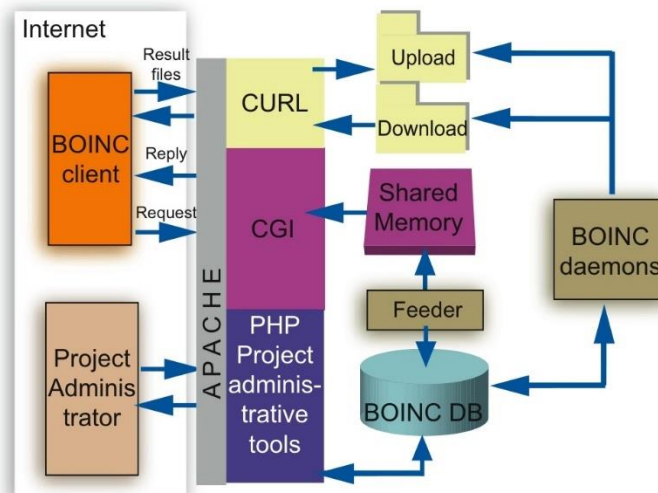 Internet
Result
files
BOINC
client
Reply
Request
Project
Adminis
trator
APACHE
CURL
CGI
PHP
Project
adminis-
trative
tools
Upload
Download
Shared
Memory
Feeder
BOINC DB
BOINC
daemons